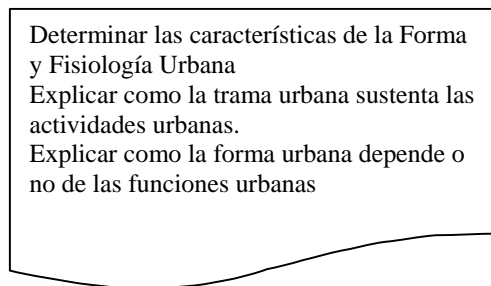 Determinar las características de la Forma
y Fisiología Urbana
Explicar como la trama urbana sustenta las
actividades urbanas.
Explicar como la forma urbana depende o
no de las funciones urbanas